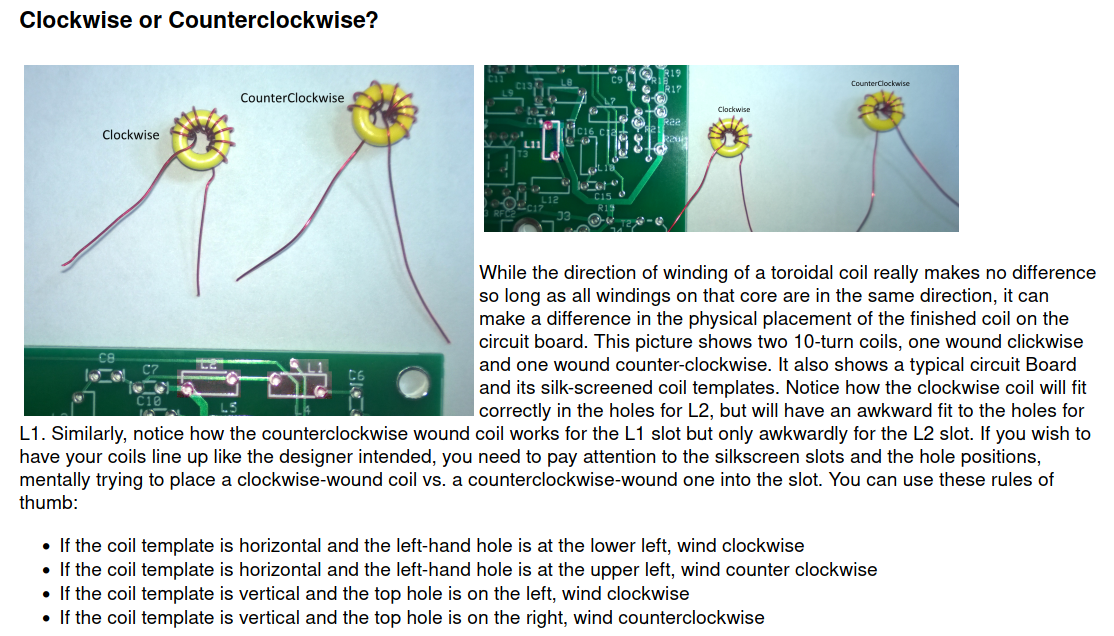 Clockwise or Counterclockwise?
CounterClockwise
Clockwise
C8
C7
L2
L1
C6
C10
L5
CounterClockwise
Clockwise
C11
C13
L8
C9
R19
R17
L9
L7
R22
C16
L11
T3
L10
C15
L12
C17
R19
RFC2
J3
While the direction of winding of a toroidal coil really makes no difference
so long as all windings on that core are in the same direction, it can
make a difference in the physical placement of the finished coil on the
circuit board. This picture shows two 10-turn coils, one wound clickwise
and one wound counter-clockwise. It also shows a typical circuit Board
and its silk-screened coil templates. Notice how the clockwise coil will fit
correctly in the holes for L2, but will have an awkward fit to the holes for
L1. Similarly, notice how the counterclockwise wound coil works for the L1 slot but only awkwardly for the L2 slot. If you wish to
have your coils line up like the designer intended, you need to pay attention to the silkscreen slots and the hole positions,
mentally trying to place a clockwise-wound coil vs. a counterclockwise-wound one into the slot. You can use these rules of
thumb:
• If the coil template is horizontal and the left-hand hole is at the lower left, wind clockwise
• If the coil template is horizontal and the left-hand hole is at the upper left, wind counter clockwise
• If the coil template is vertical and the top hole is on the left, wind clockwise
• If the coil template is vertical and the top hole is on the right, wind counterclockwise